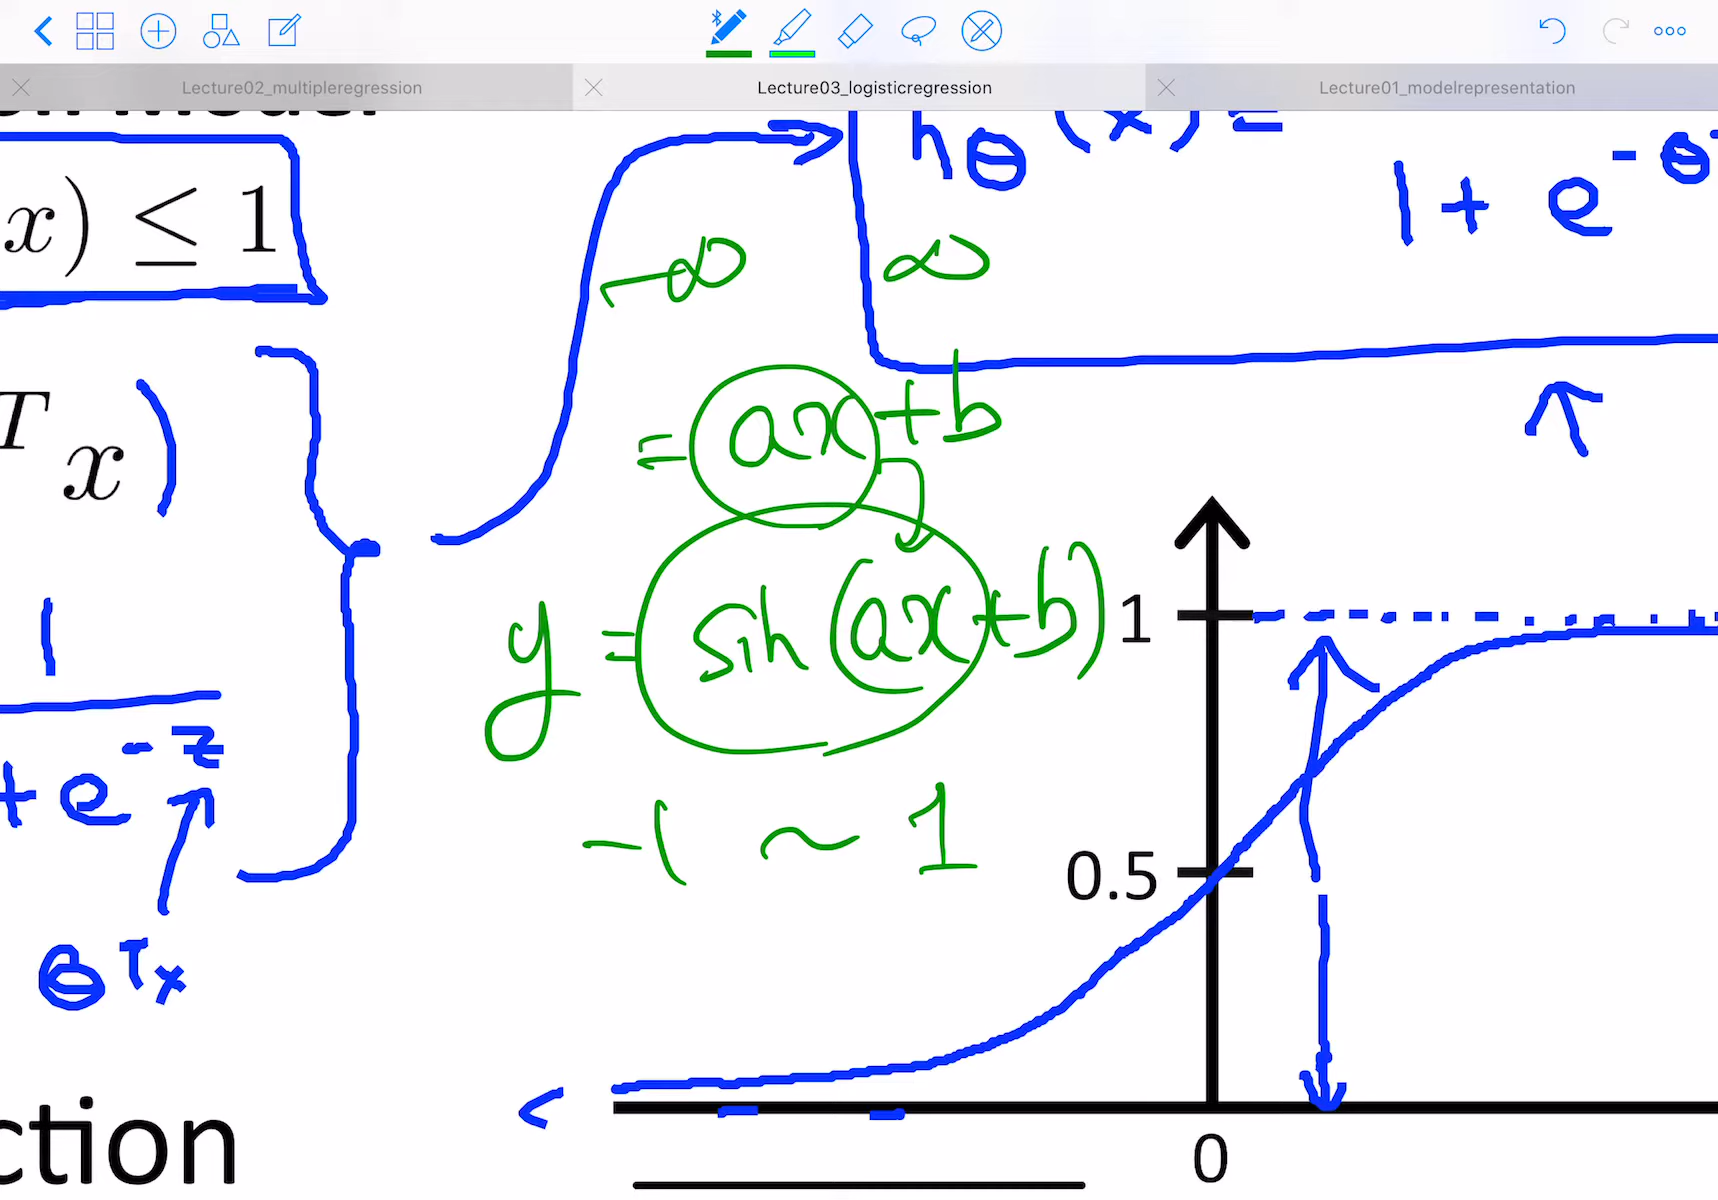 Lecture02_multipleregression
Lecture03_logisticregression
Lecture01_modelrepresentation
hθ(x) =
1 + e^-θ
x) ≤ 1
-∞ ∞
= ax + b
T x)
y = sin(ax+b)
1
1
+ e^-z
-1 ~ 1
0.5
θ^T x
ction
0